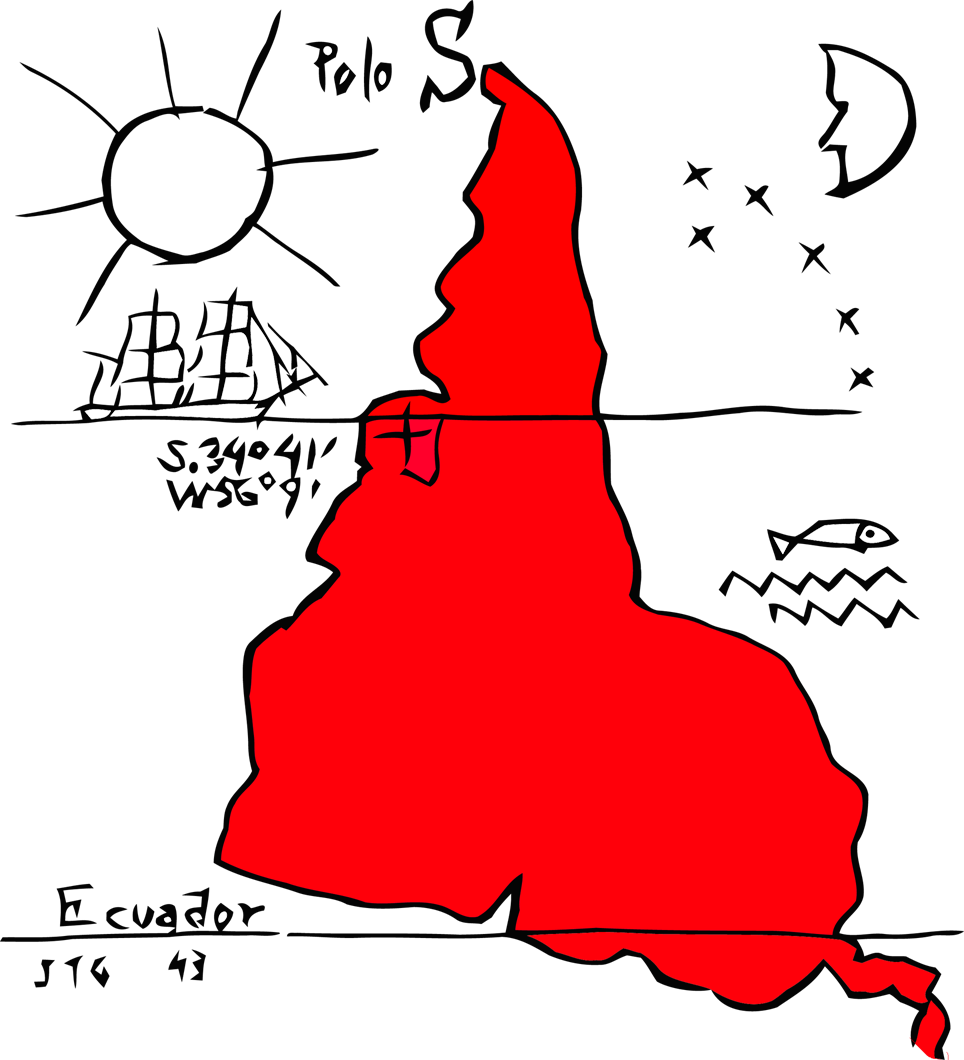 Polo S.
S.34° 41'
W56° 9'
Ecuador
JTG 43